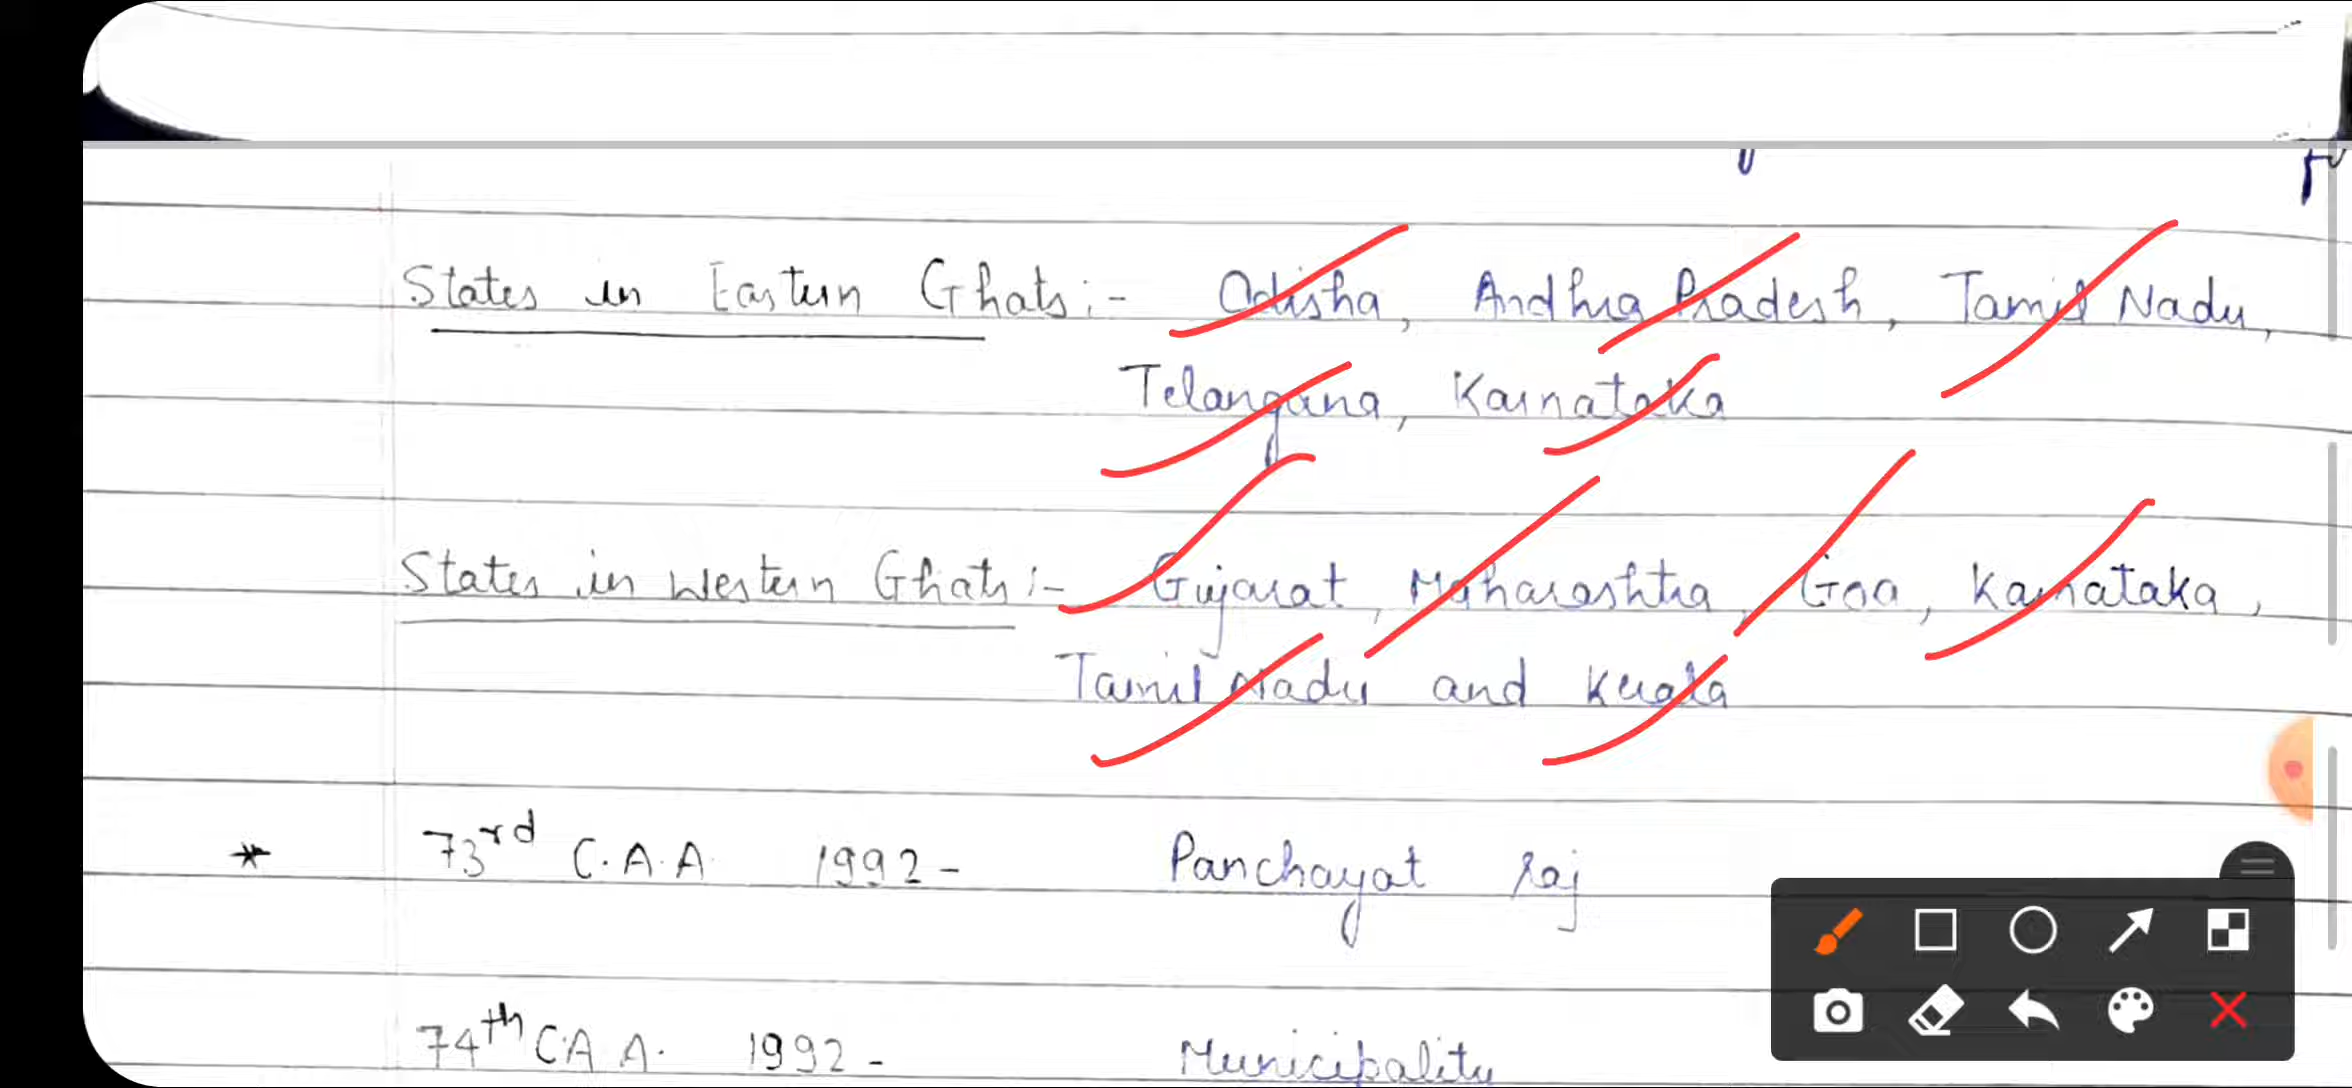 States in Eastern Ghats :- Odisha, Andhra Pradesh, Tamil Nadu,
Telangana, Karnataka
States in Western Ghats :- Gujarat, Maharashtra, Goa, Karnataka,
Tamil Nadu and Kerala
* 73rd C.A.A. 1992 - Panchayat Raj
74th C.A.A. 1992 - Municipality